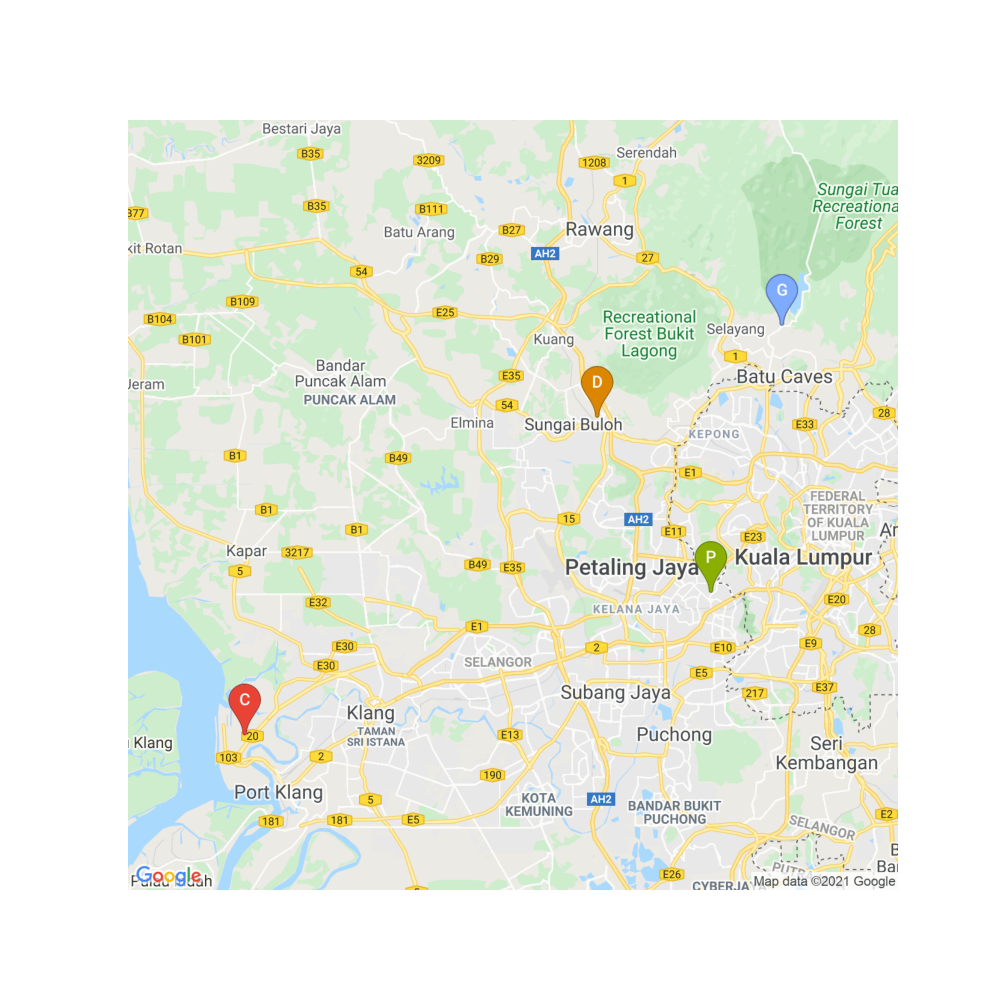 Bestari Jaya
B35
3209
1208
Serendah
1
B77
B35
B111
Batu Arang
B27
Rawang
Sungai Tua
Recreationa
Forest
kit Rotan
B29
AH2
27
54
B109
E25
B104
B101
Kuang
Recreational
Forest Bukit
Lagong
G
Selayang
1
Batu Caves
Bandar
Puncak Alam
PUNCAK ALAM
Jeram
E35
D
54
Elmina
Sungai Buloh
KEPONG
E33
28
B1
B49
E1
B1
15
AH2
FEDERAL
TERRITORY
OF KUALA
LUMPUR
B1
E11
E23
Kapar
3217
5
B49
E35
Petaling Jaya
P
Kuala Lumpur
E32
KELANA JAYA
E20
E1
28
E30
E30
SELANGOR
2
E10
E9
E5
217
E37
C
20
Klang
TAMAN
SRI ISTANA
Subang Jaya
Puchong
Klang
103
2
E13
Seri
Kembangan
190
Port Klang
5
KOTA
KEMUNING
AH2
BANDAR BUKIT
PUCHONG
181
181
E5
SELANGOR
E2
E26
Google
Map data ©2021 Google